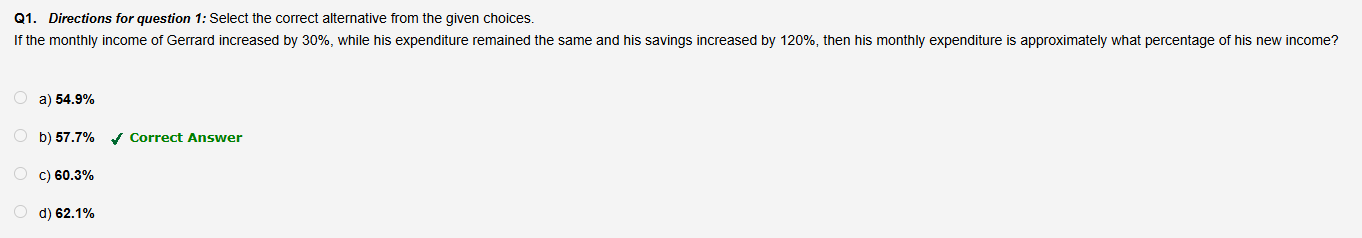 Q1. Directions for question 1: Select the correct alternative from the given choices.
If the monthly income of Gerrard increased by 30%, while his expenditure remained the same and his savings increased by 120%, then his monthly expenditure is approximately what percentage of his new income?
a) 54.9%
b) 57.7% ✓ Correct Answer
c) 60.3%
d) 62.1%